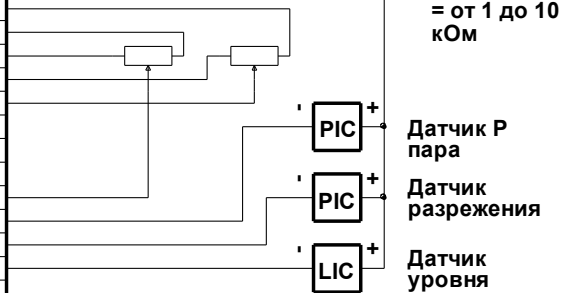 = от 1 до 10
кОм
' PIC +
Датчик Р
пара
' PIC +
Датчик
разрежения
' LIC +
Датчик
уровня